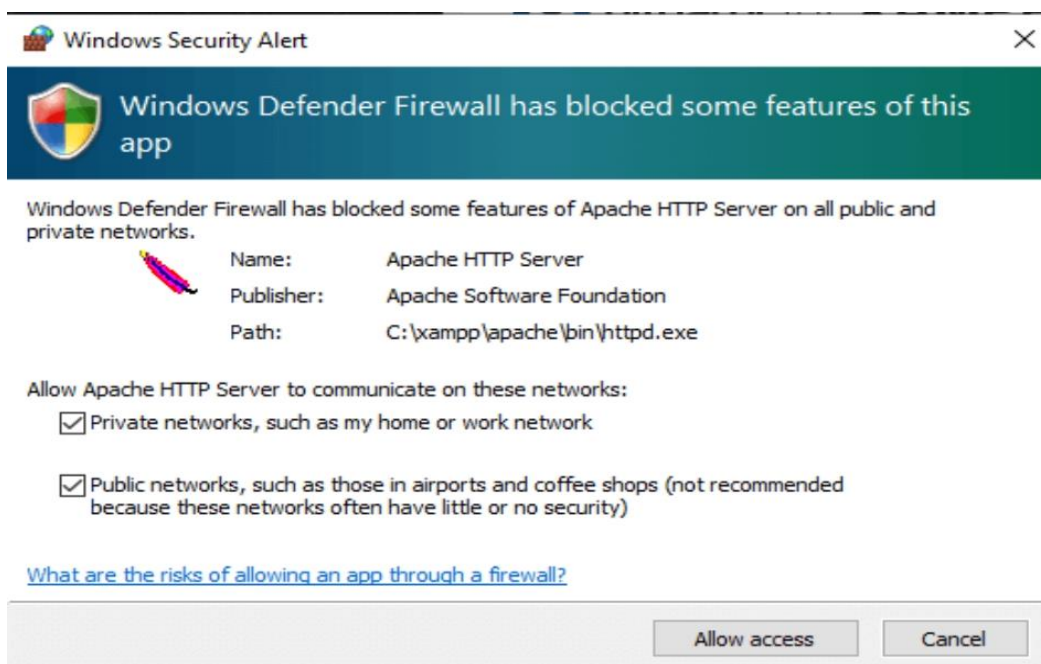 Windows Security Alert
Windows Defender Firewall has blocked some features of this
app
Windows Defender Firewall has blocked some features of Apache HTTP Server on all public and
private networks.
Name: Apache HTTP Server
Publisher: Apache Software Foundation
Path: C:\xampp\apache\bin\httpd.exe
Allow Apache HTTP Server to communicate on these networks:
Private networks, such as my home or work network
Public networks, such as those in airports and coffee shops (not recommended
because these networks often have little or no security)
What are the risks of allowing an app through a firewall?
Allow access Cancel